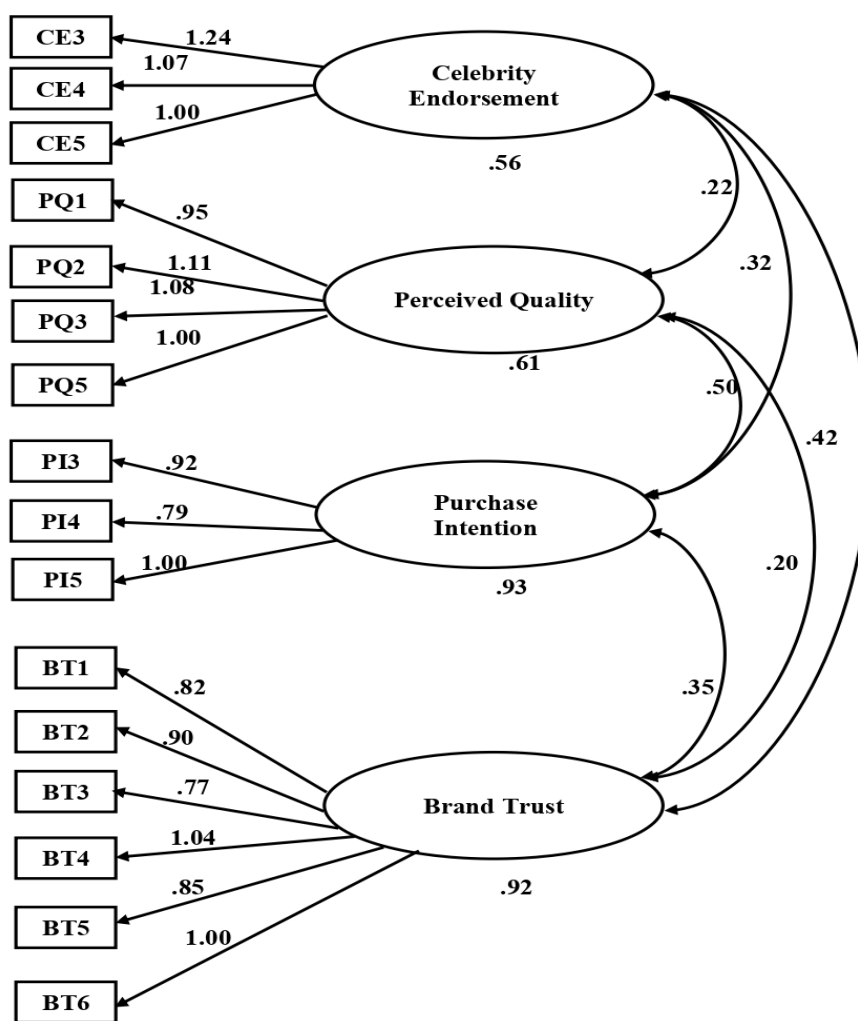 CE3
1.24
1.07
CE4
1.00
CE5
Celebrity
Endorsement
.56
PQ1
.95
PQ2
1.11
1.08
PQ3
1.00
PQ5
Perceived Quality
.61
.22
.32
.50
.42
PI3
.92
PI4
.79
1.00
PI5
Purchase
Intention
.93
.20
.35
BT1
.82
BT2
.90
BT3
.77
1.04
BT4
.85
BT5
1.00
BT6
Brand Trust
.92